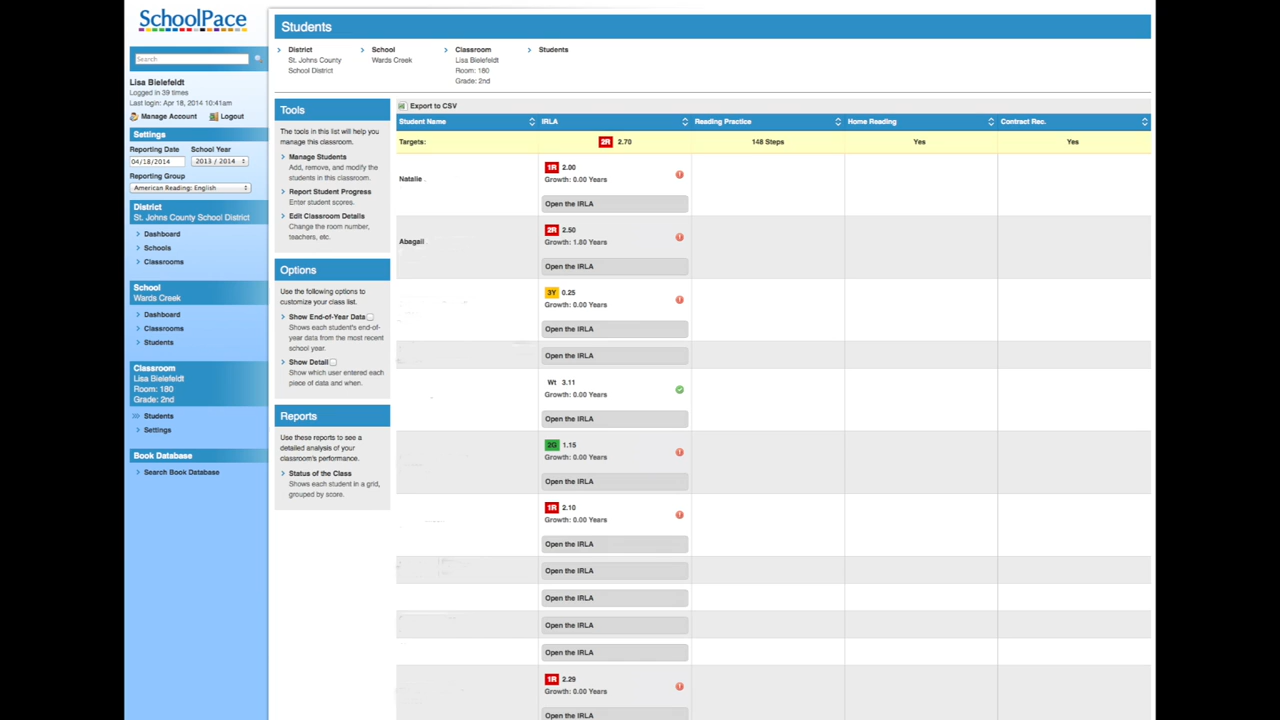 SchoolPace
Search
Lisa Bielefeldt
Logged in 39 times
Last login: Apr 18, 2014 10:41am
Manage Account Logout
Settings
Reporting Date School Year
04/18/2014 2013 / 2014
Reporting Group
American Reading: English
District
St. Johns County School District
Dashboard
Schools
Classrooms
School
Wards Creek
Dashboard
Classrooms
Students
Classroom
Lisa Bielefeldt
Room: 180
Grade: 2nd
Students
Settings
Book Database
Search Book Database
Students
District School Classroom Students
St. Johns County Wards Creek Lisa Bielefeldt
School District Room: 180
Grade: 2nd
Tools
The tools in this list will help you
manage this classroom.
Manage Students
Add, remove, and modify the
students in this classroom.
Report Student Progress
Enter student scores.
Edit Classroom Details
Change the room number,
teachers, etc.
Options
Use the following options to
customize your class list.
Show End-of-Year Data
Shows each student's end-of-
year data from the most recent
school year.
Show Detail
Show which user entered each
piece of data and when.
Reports
Use these reports to see a
detailed analysis of your
classroom's performance.
Status of the Class
Shows each student in a grid,
grouped by score.
Export to CSV
Student Name IRLA Reading Practice Home Reading Contract Rec.
Targets: 2R 2.70 148 Steps Yes Yes
1R 2.00
Natalie Growth: 0.00 Years
Open the IRLA
2R 2.50
Abagail Growth: 1.80 Years
Open the IRLA
3Y 0.25
Growth: 0.00 Years
Open the IRLA
Open the IRLA
Wt 3.11
Growth: 0.00 Years
Open the IRLA
2G 1.15
Growth: 0.00 Years
Open the IRLA
1R 2.10
Growth: 0.00 Years
Open the IRLA
Open the IRLA
Open the IRLA
Open the IRLA
Open the IRLA
1R 2.29
Growth: 0.00 Years
Open the IRLA